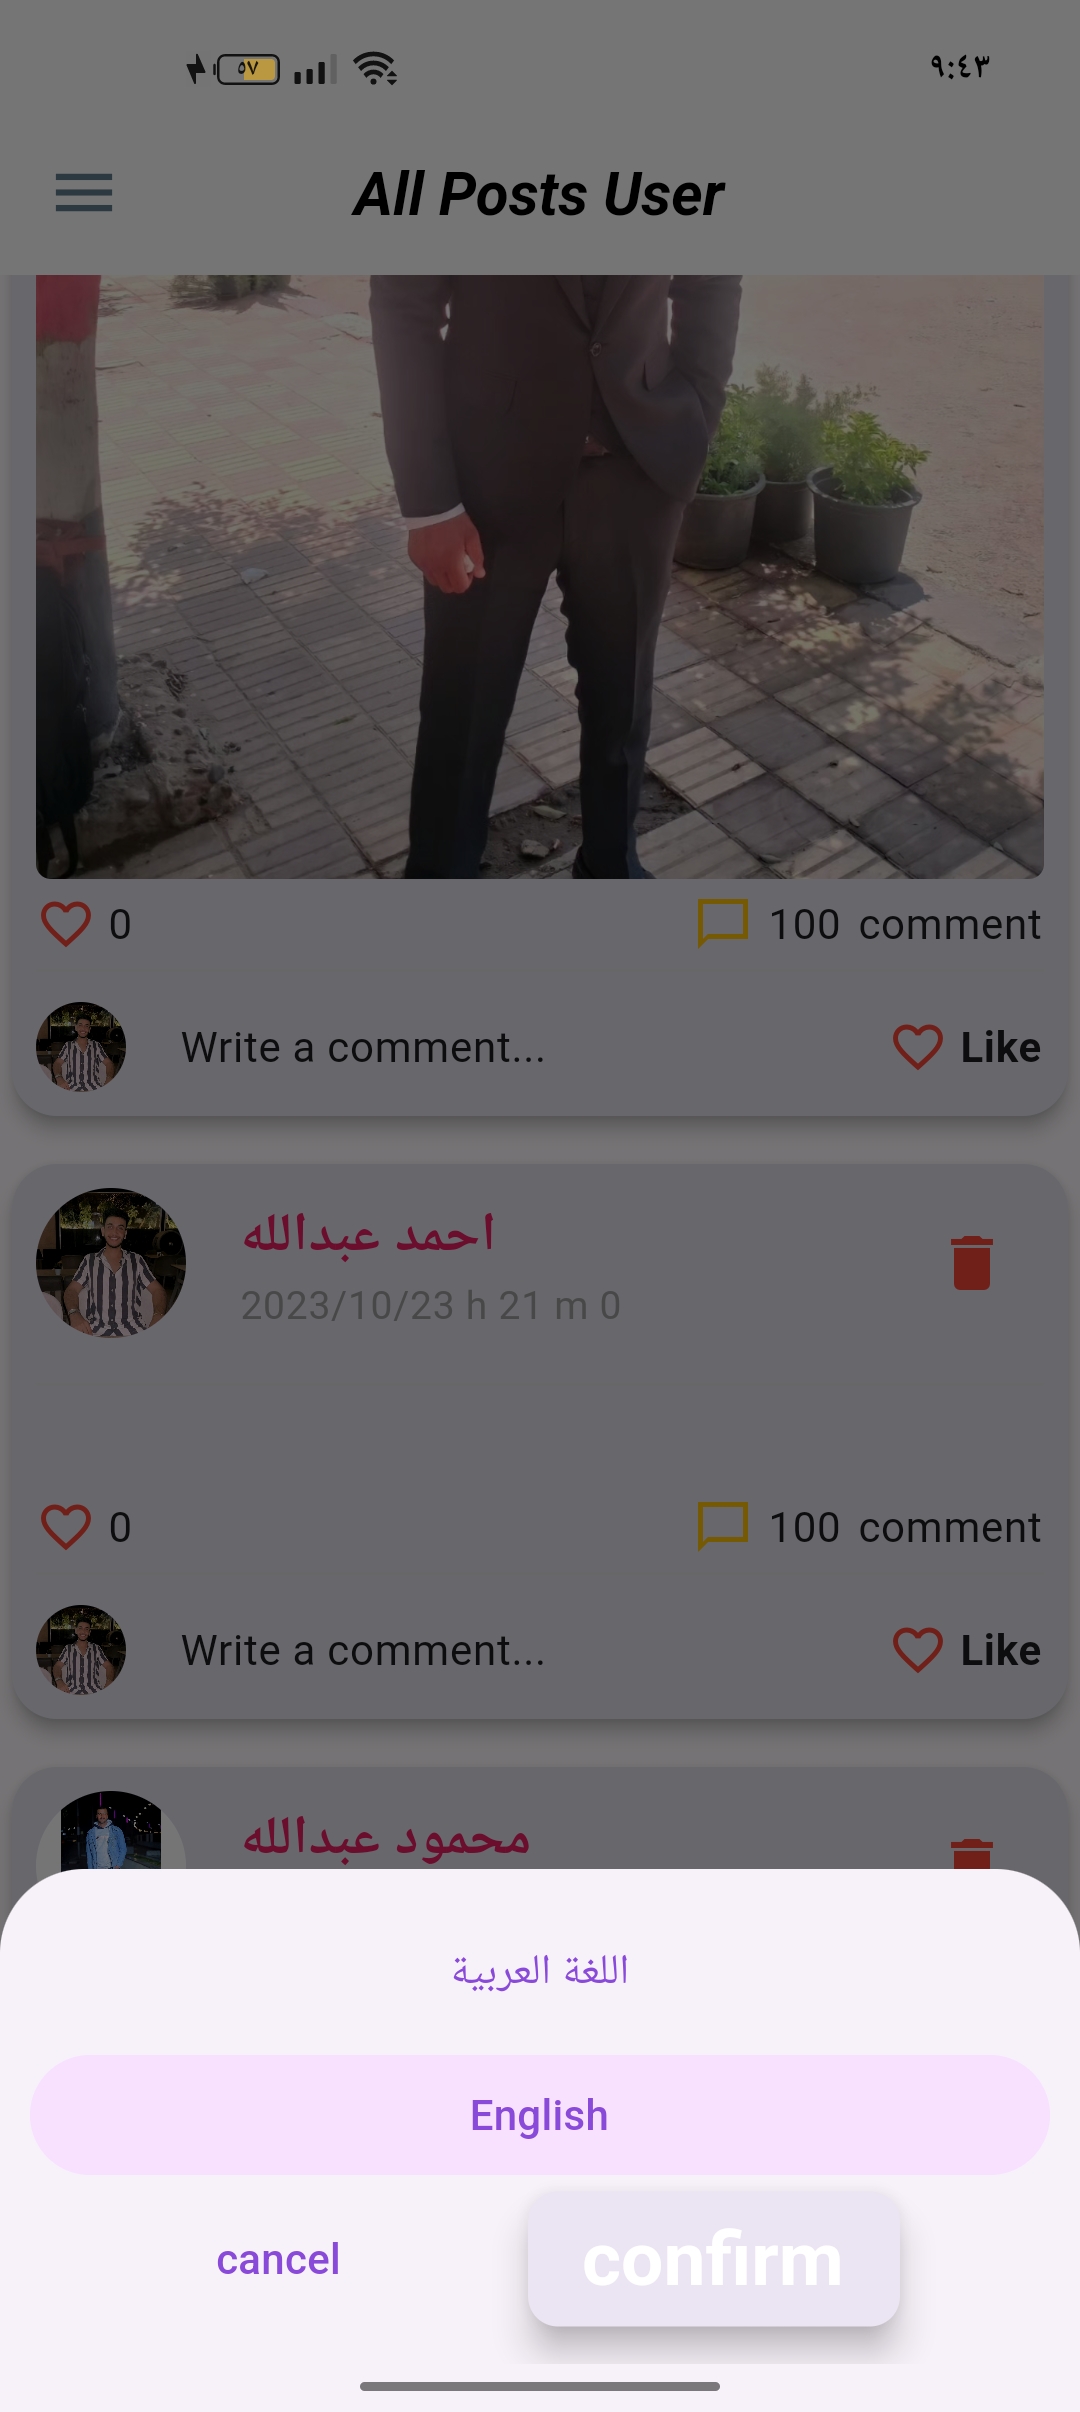 ٥٧
٩:٤٣
All Posts User
0
100 comment
Write a comment...
Like
احمد عبدالله
2023/10/23 h 21 m 0
0
100 comment
Write a comment...
Like
محمود عبدالله
اللغة العربية
English
cancel
confirm